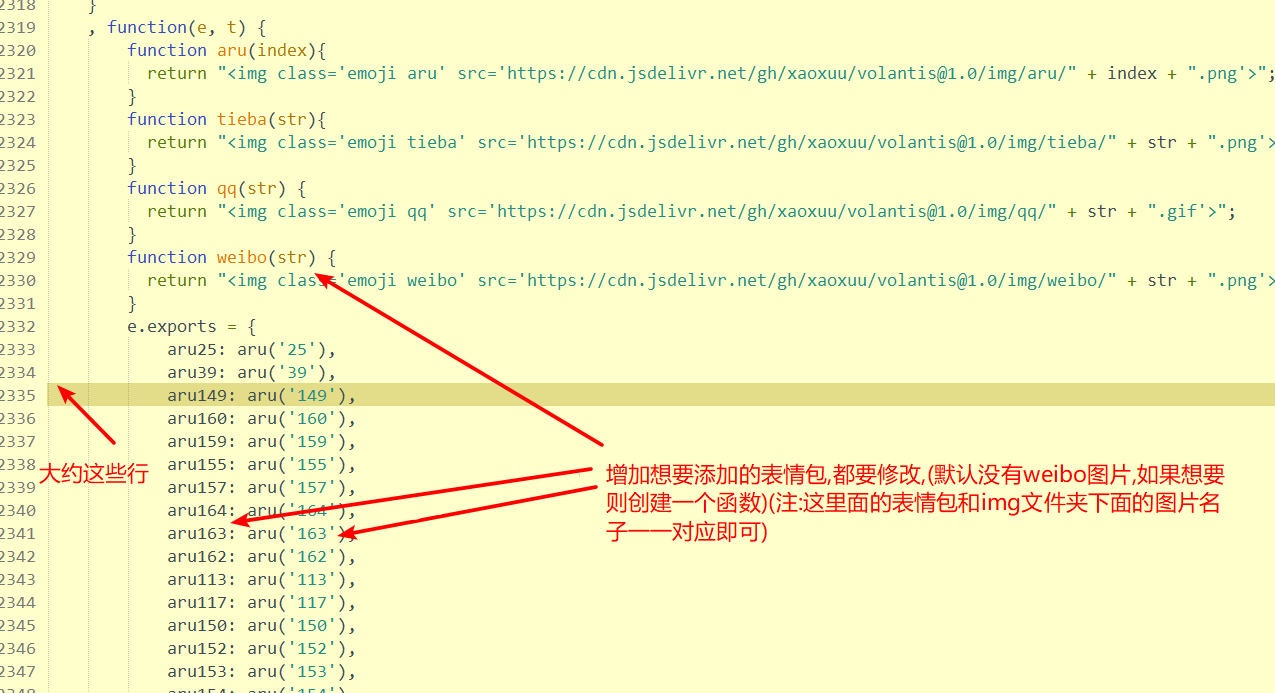 2318 }
2319 , function(e, t) {
2320 function aru(index){
2321 return "<img class='emoji aru' src='https://cdn.jsdelivr.net/gh/xaoxuu/volantis@1.0/img/aru/" + index + ".png'>";
2322 }
2323 function tieba(str){
2324 return "<img class='emoji tieba' src='https://cdn.jsdelivr.net/gh/xaoxuu/volantis@1.0/img/tieba/" + str + ".png'>
2325 }
2326 function qq(str) {
2327 return "<img class='emoji qq' src='https://cdn.jsdelivr.net/gh/xaoxuu/volantis@1.0/img/qq/" + str + ".gif'>";
2328 }
2329 function weibo(str) {
2330 return "<img class='emoji weibo' src='https://cdn.jsdelivr.net/gh/xaoxuu/volantis@1.0/img/weibo/" + str + ".png'>
2331 }
2332 e.exports = {
2333 aru25: aru('25'),
2334 aru39: aru('39'),
2335 aru149: aru('149'),
2336 aru160: aru('160'),
2337 aru159: aru('159'),
2338 aru155: aru('155'),
2339 aru157: aru('157'),
2340 aru164: aru('164'),
2341 aru163: aru('163'),
2342 aru162: aru('162'),
2343 aru113: aru('113'),
2344 aru117: aru('117'),
2345 aru150: aru('150'),
2346 aru152: aru('152'),
2347 aru153: aru('153'),
2348 aru154: aru('154'),
大约这些行
增加想要添加的表情包,都要修改,(默认没有weibo图片,如果想要
则创建一个函数)(注:这里面的表情包和img文件夹下面的图片名
子一一对应即可)